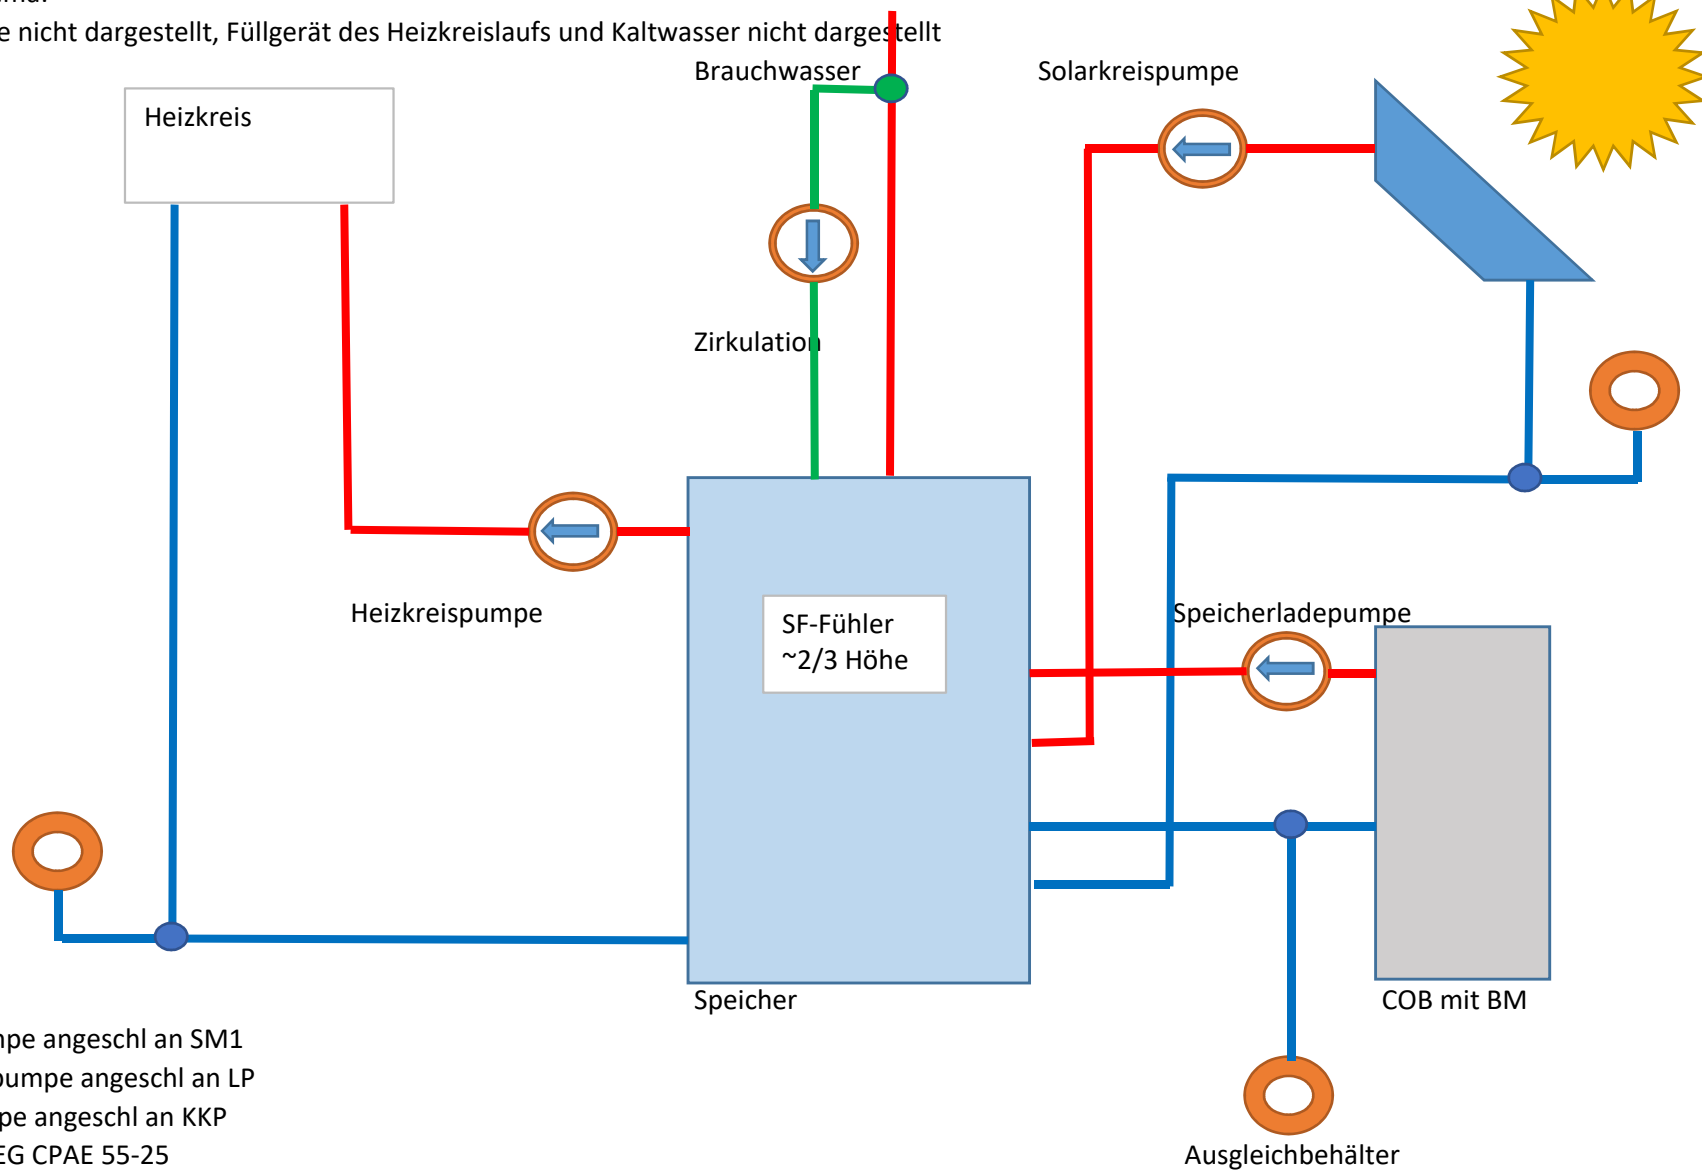 e nicht dargestellt, Füllgerät des Heizkreislaufs und Kaltwasser nicht dargestellt
Brauchwasser
Solarkreispumpe
Heizkreis
Zirkulation
Heizkreispumpe
SF-Fühler
~2/3 Höhe
Speicherladepumpe
Speicher
COB mit BM
mpe angeschl an SM1
pumpe angeschl an LP
pe angeschl an KKP
EG CPAE 55-25
Ausgleichbehälter